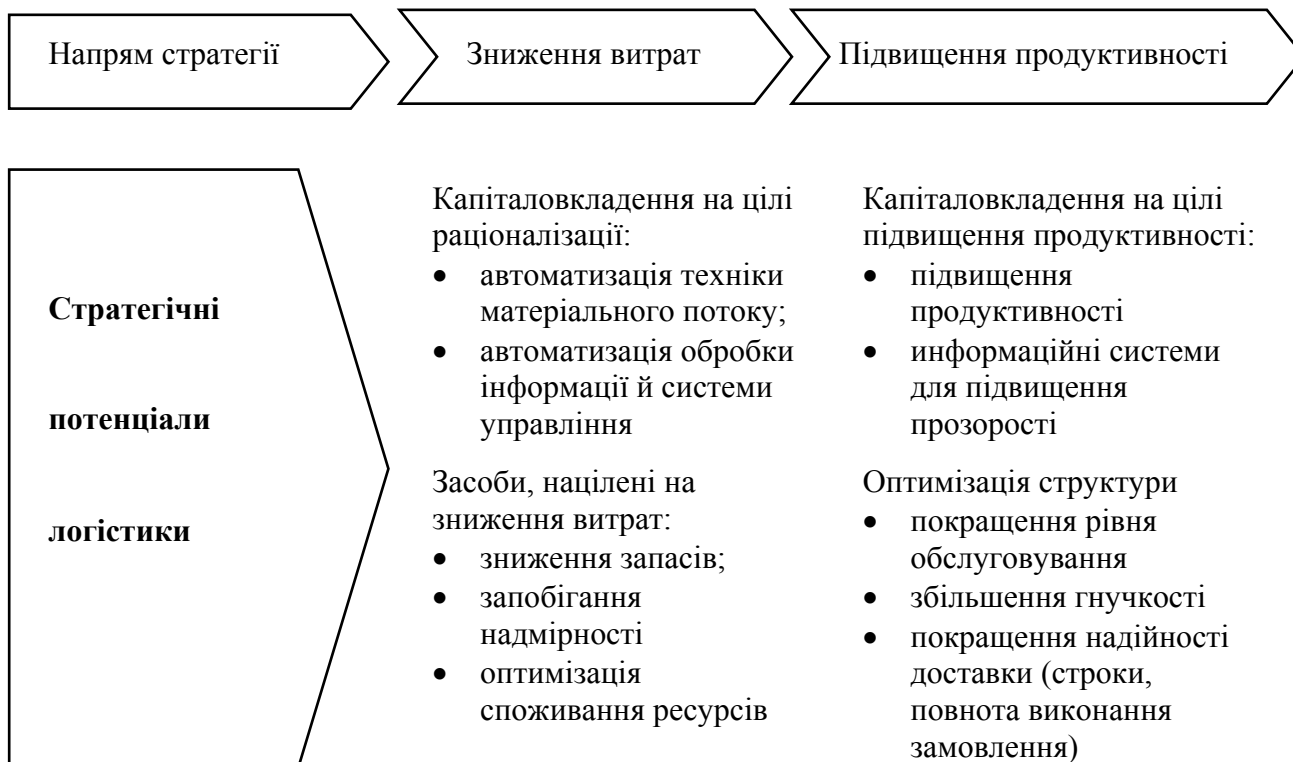 Напрям стратегії
Зниження витрат
Підвищення продуктивності
Стратегічні
потенціали
логістики
Капіталовкладення на цілі
раціоналізації:
• автоматизація техніки
матеріального потоку;
• автоматизація обробки
інформації й системи
управління
Засоби, націлені на
зниження витрат:
• зниження запасів;
• запобігання
надмірності
• оптимізація
споживання ресурсів
Капіталовкладення на цілі
підвищення продуктивності:
• підвищення
продуктивності
• информаційні системи
для підвищення
прозорості
Оптимізація структури
• покращення рівня
обслуговування
• збільшення гнучкості
• покращення надійності
доставки (строки,
повнота виконання
замовлення)